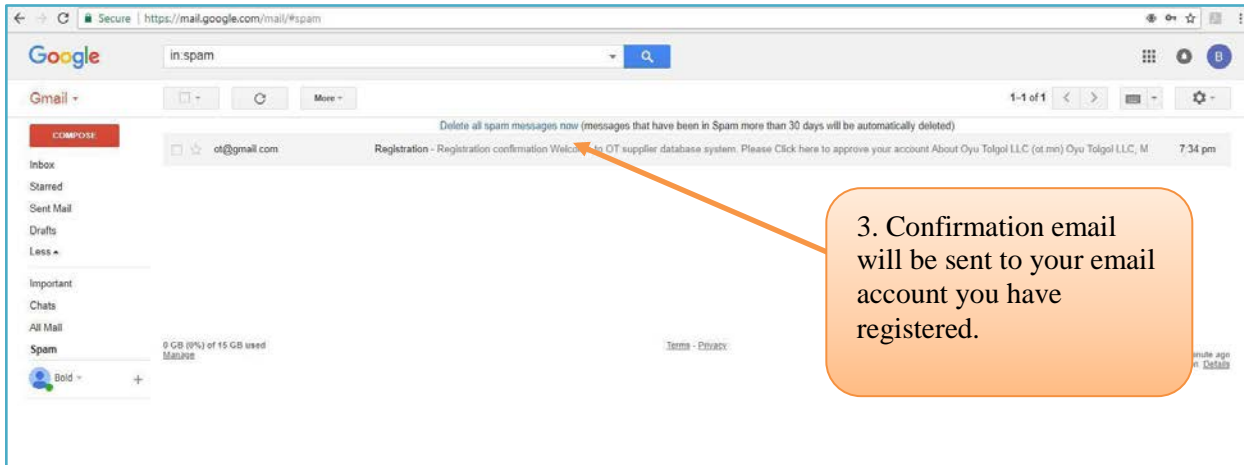 Secure | https://mail.google.com/mail/#spam
Google in:spam B
Gmail More 1–1 of 1
COMPOSE
Delete all spam messages now (messages that have been in Spam more than 30 days will be automatically deleted)
ot@gmail.com Registration - Registration confirmation to OT supplier database system. Please Click here to approve your account About Oyu Tolgoi LLC (ot.mn) Oyu Tolgoi LLC, M 7:34 pm
Inbox
Starred
Sent Mail
Drafts
Less
Important
Chats
All Mail
Spam
Bold +
3. Confirmation email
will be sent to your email
account you have
registered.
0 GB (0%) of 15 GB used
Manage
Terms - Privacy
minute ago
Details